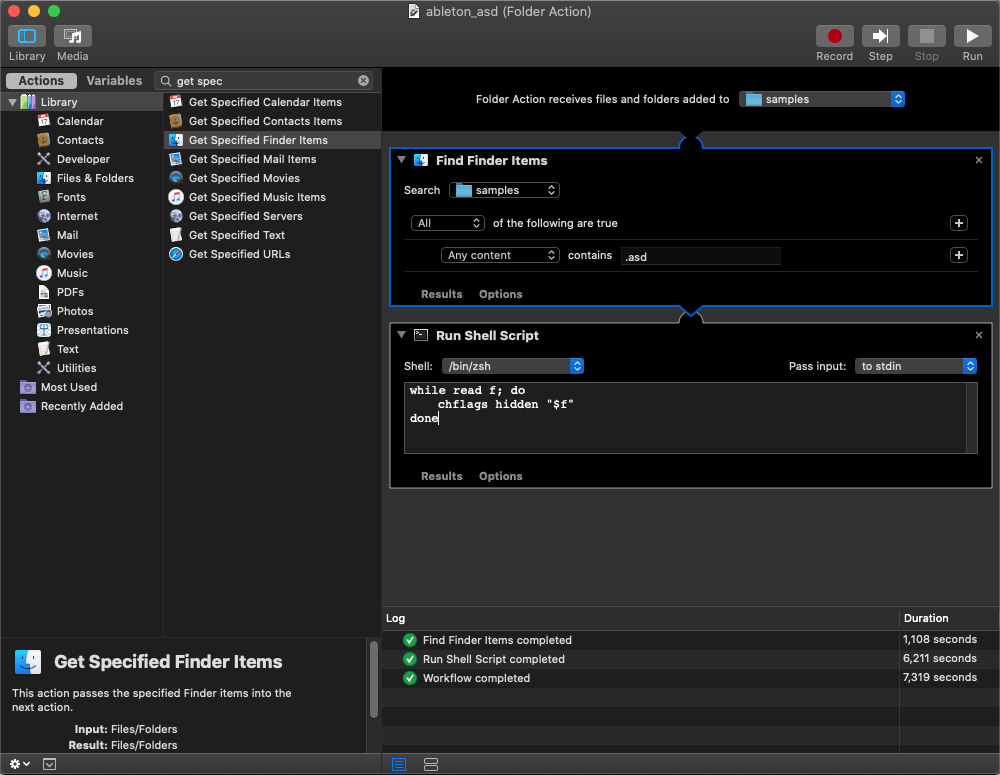 ableton_asd (Folder Action)
Library
Media
Record
Step
Stop
Run
Actions
Variables
get spec
Library
Calendar
Contacts
Developer
Files & Folders
Fonts
Internet
Mail
Movies
Music
PDFs
Photos
Presentations
Text
Utilities
Most Used
Recently Added
Get Specified Calendar Items
Get Specified Contacts Items
Get Specified Finder Items
Get Specified Mail Items
Get Specified Movies
Get Specified Music Items
Get Specified Servers
Get Specified Text
Get Specified URLs
Get Specified Finder Items
This action passes the specified Finder items into the
next action.
Input: Files/Folders
Result: Files/Folders
Folder Action receives files and folders added to samples
Find Finder Items
Search samples
All of the following are true
Any content contains .asd
Results Options
Run Shell Script
Shell: /bin/zsh Pass input: to stdin
while read f; do
chflags hidden "$f"
done
Results Options
Log Duration
Find Finder Items completed 1,108 seconds
Run Shell Script completed 6,211 seconds
Workflow completed 7,319 seconds